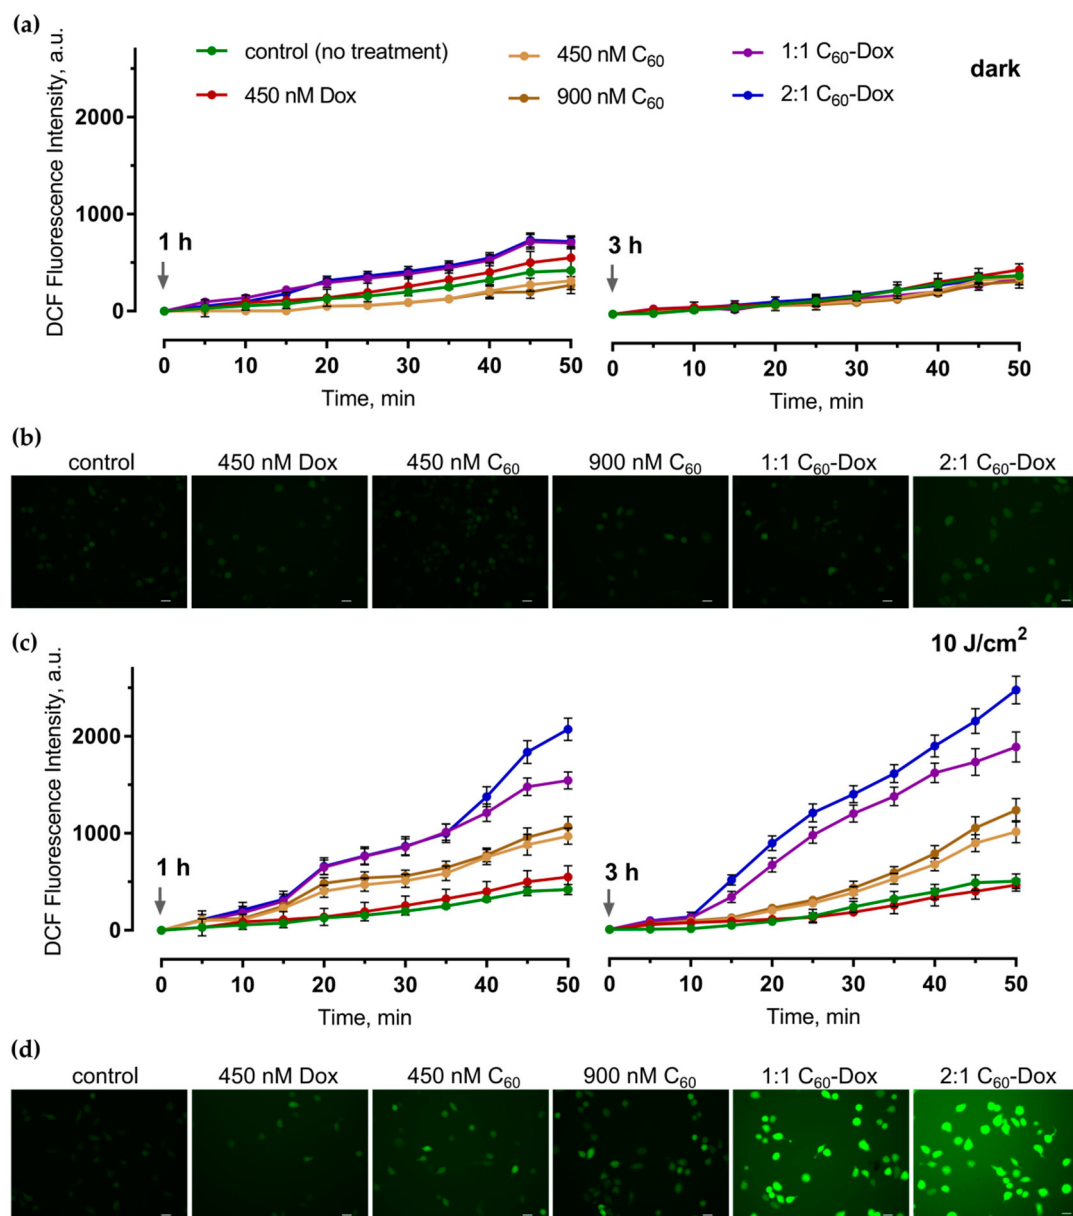 (a)
DCF Fluorescence Intensity, a.u.
control (no treatment)
450 nM C₆₀
1:1 C₆₀-Dox
450 nM Dox
900 nM C₆₀
2:1 C₆₀-Dox
dark
2000
1000
0
1 h
3 h
0 10 20 30 40 50
0 10 20 30 40 50
Time, min
Time, min
(b)
control
450 nM Dox
450 nM C₆₀
900 nM C₆₀
1:1 C₆₀-Dox
2:1 C₆₀-Dox
(c)
10 J/cm²
DCF Fluorescence Intensity, a.u.
2000
1000
0
1 h
3 h
0 10 20 30 40 50
0 10 20 30 40 50
Time, min
Time, min
(d)
control
450 nM Dox
450 nM C₆₀
900 nM C₆₀
1:1 C₆₀-Dox
2:1 C₆₀-Dox